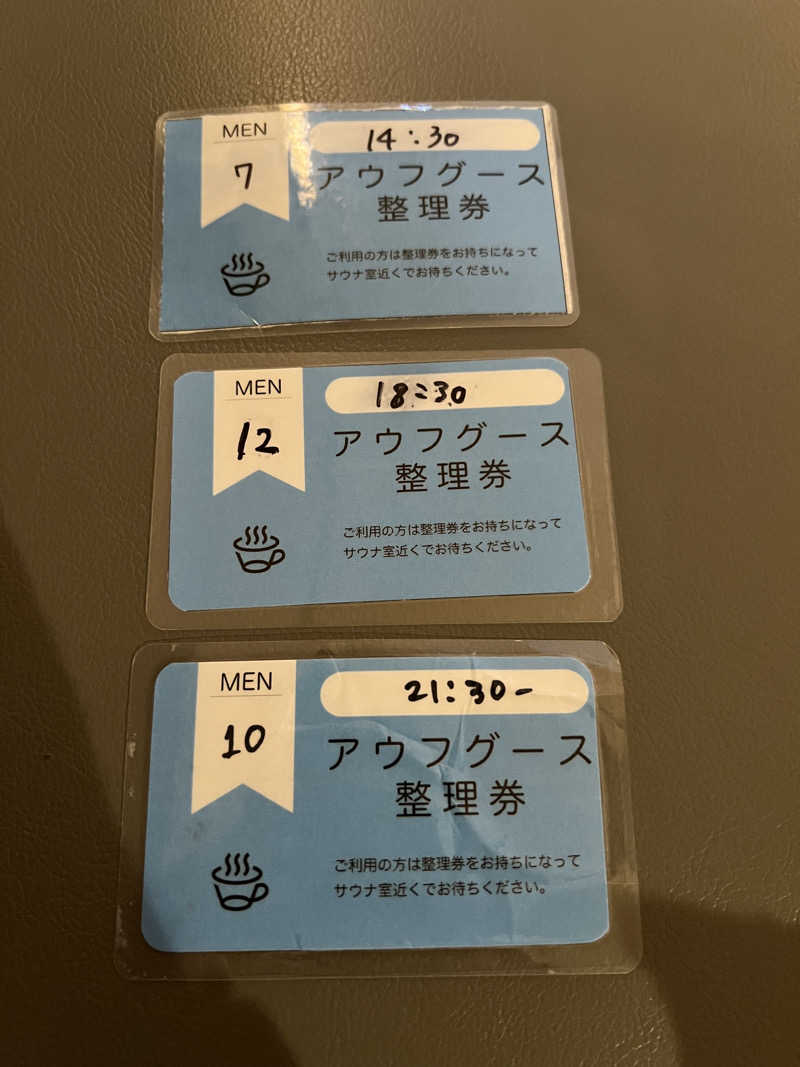 MEN
7
14:30
アウフグース
整理券
ご利用の方は整理券をお持ちになって
サウナ室近くでお待ちください。
MEN
12
18:30
アウフグース
整理券
ご利用の方は整理券をお持ちになって
サウナ室近くでお待ちください。
MEN
10
21:30-
アウフグース
整理券
ご利用の方は整理券をお持ちになって
サウナ室近くでお待ちください。